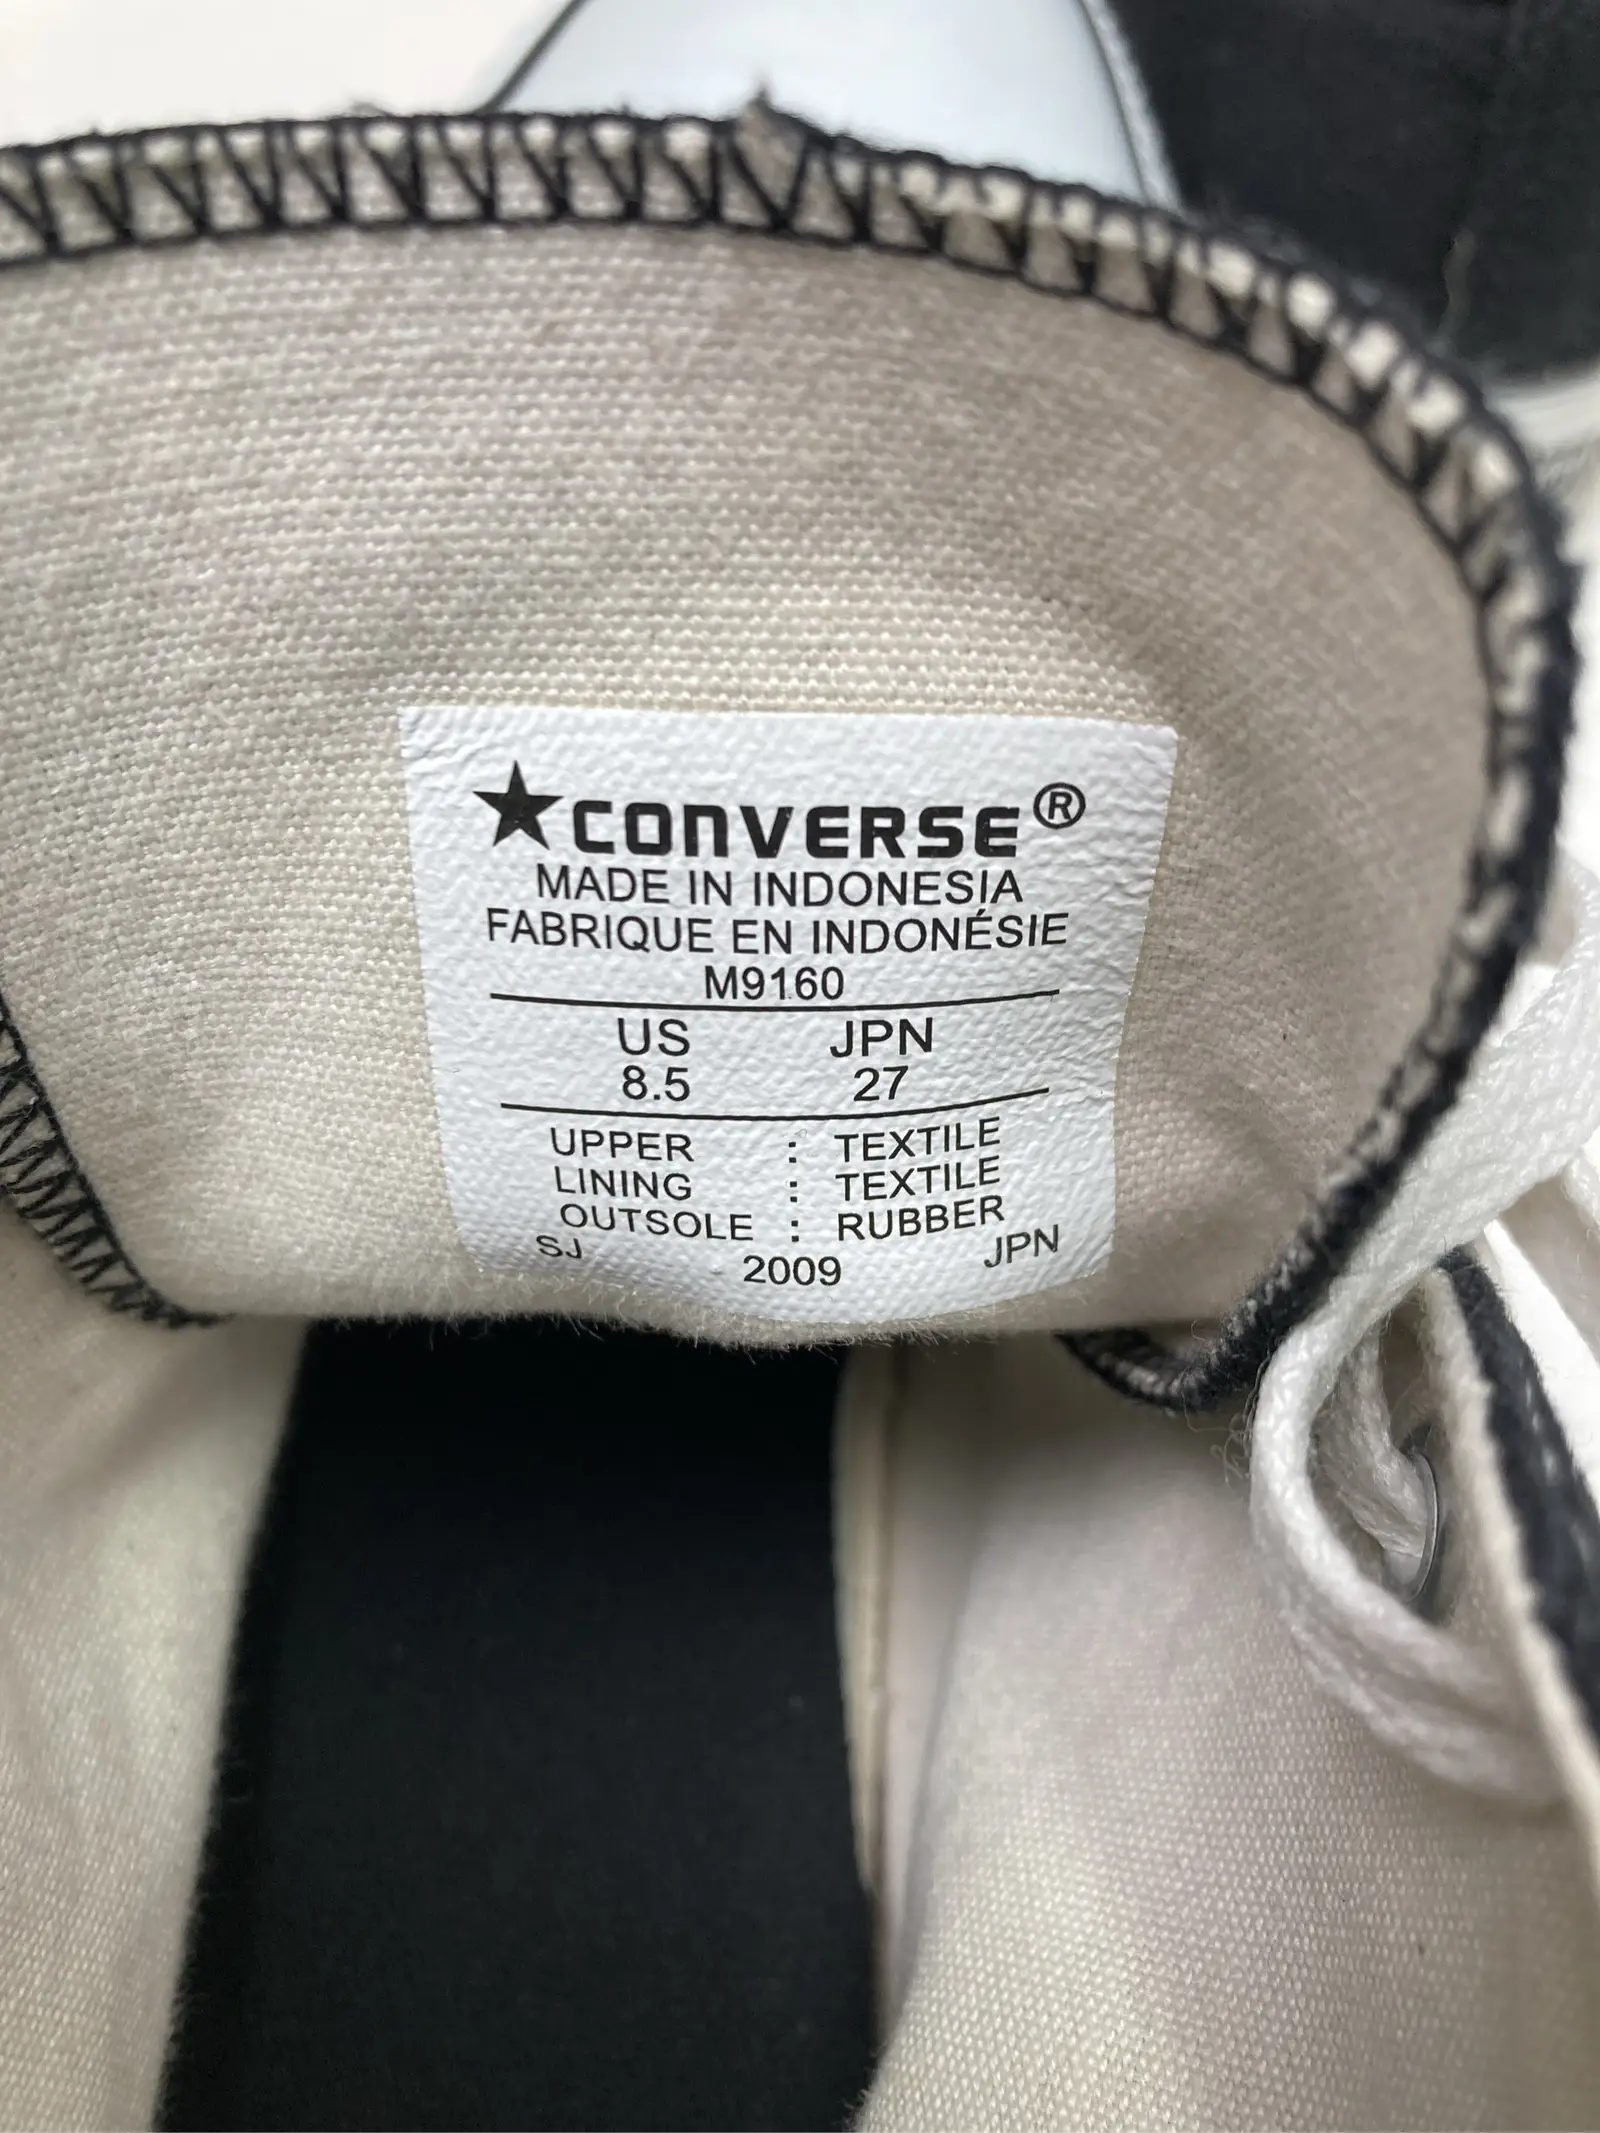 ★CONVERSE®
MADE IN INDONESIA
FABRIQUE EN INDONÉSIE
M9160
US JPN
8.5 27
UPPER : TEXTILE
LINING : TEXTILE
OUTSOLE : RUBBER
SJ 2009 JPN